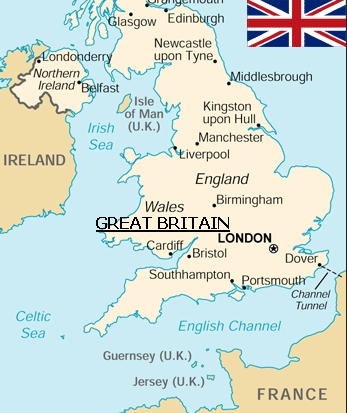 Grangemouth
Glasgow
Edinburgh
Newcastle
upon Tyne
Londonderry
Northern
Ireland
Belfast
Middlesbrough
Isle
of Man
(U.K.)
Kingston
upon Hull
Irish
Sea
Manchester
Liverpool
IRELAND
England
Wales
Birmingham
GREAT BRITAIN
LONDON
Cardiff
Bristol
Dover
Southampton
Portsmouth
Channel
Tunnel
Celtic
Sea
English Channel
Guernsey (U.K.)
Jersey (U.K.)
FRANCE